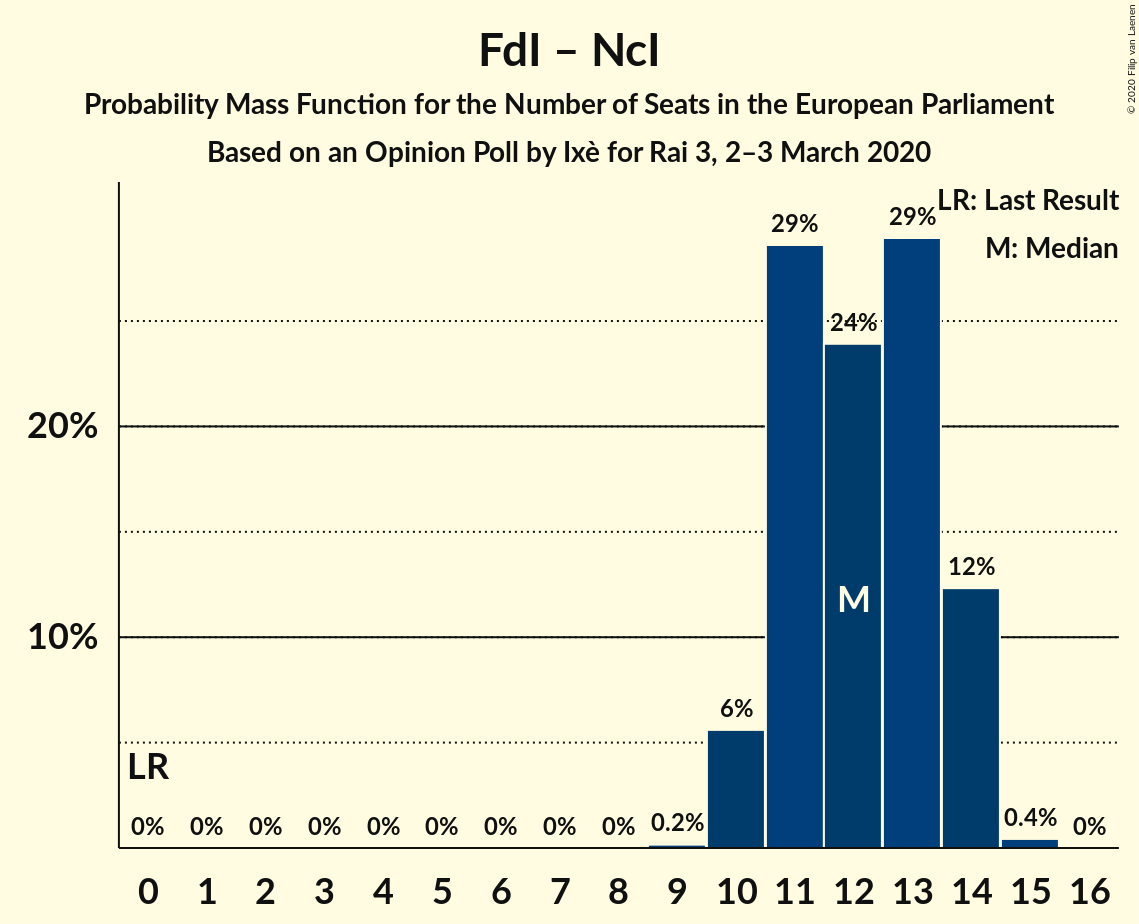 FdI – NcI
Probability Mass Function for the Number of Seats in the European Parliament
Based on an Opinion Poll by Ixè for Rai 3, 2–3 March 2020
© 2020 Filip van Laenen
LR: Last Result
M: Median
29%
29%
24%
20%
12%
M
10%
6%
LR
0% 0% 0% 0% 0% 0% 0% 0% 0% 0.2% 0.4% 0%
0 1 2 3 4 5 6 7 8 9 10 11 12 13 14 15 16